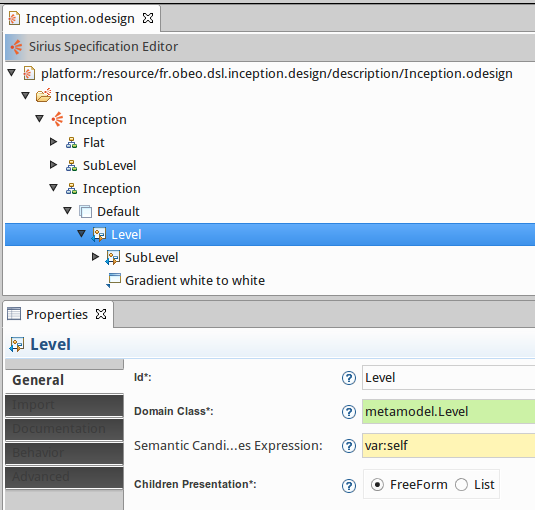 Inception.odesign
Sirius Specification Editor
platform:/resource/fr.obeo.dsl.inception.design/description/Inception.odesign
Inception
Inception
Flat
SubLevel
Inception
Default
Level
SubLevel
Gradient white to white
Properties
Level
General
Import
Documentation
Behavior
Advanced
Id*: ? Level
Domain Class*: ? metamodel.Level
Semantic Candi...es Expression: ? var:self
Children Presentation*: ? FreeForm List